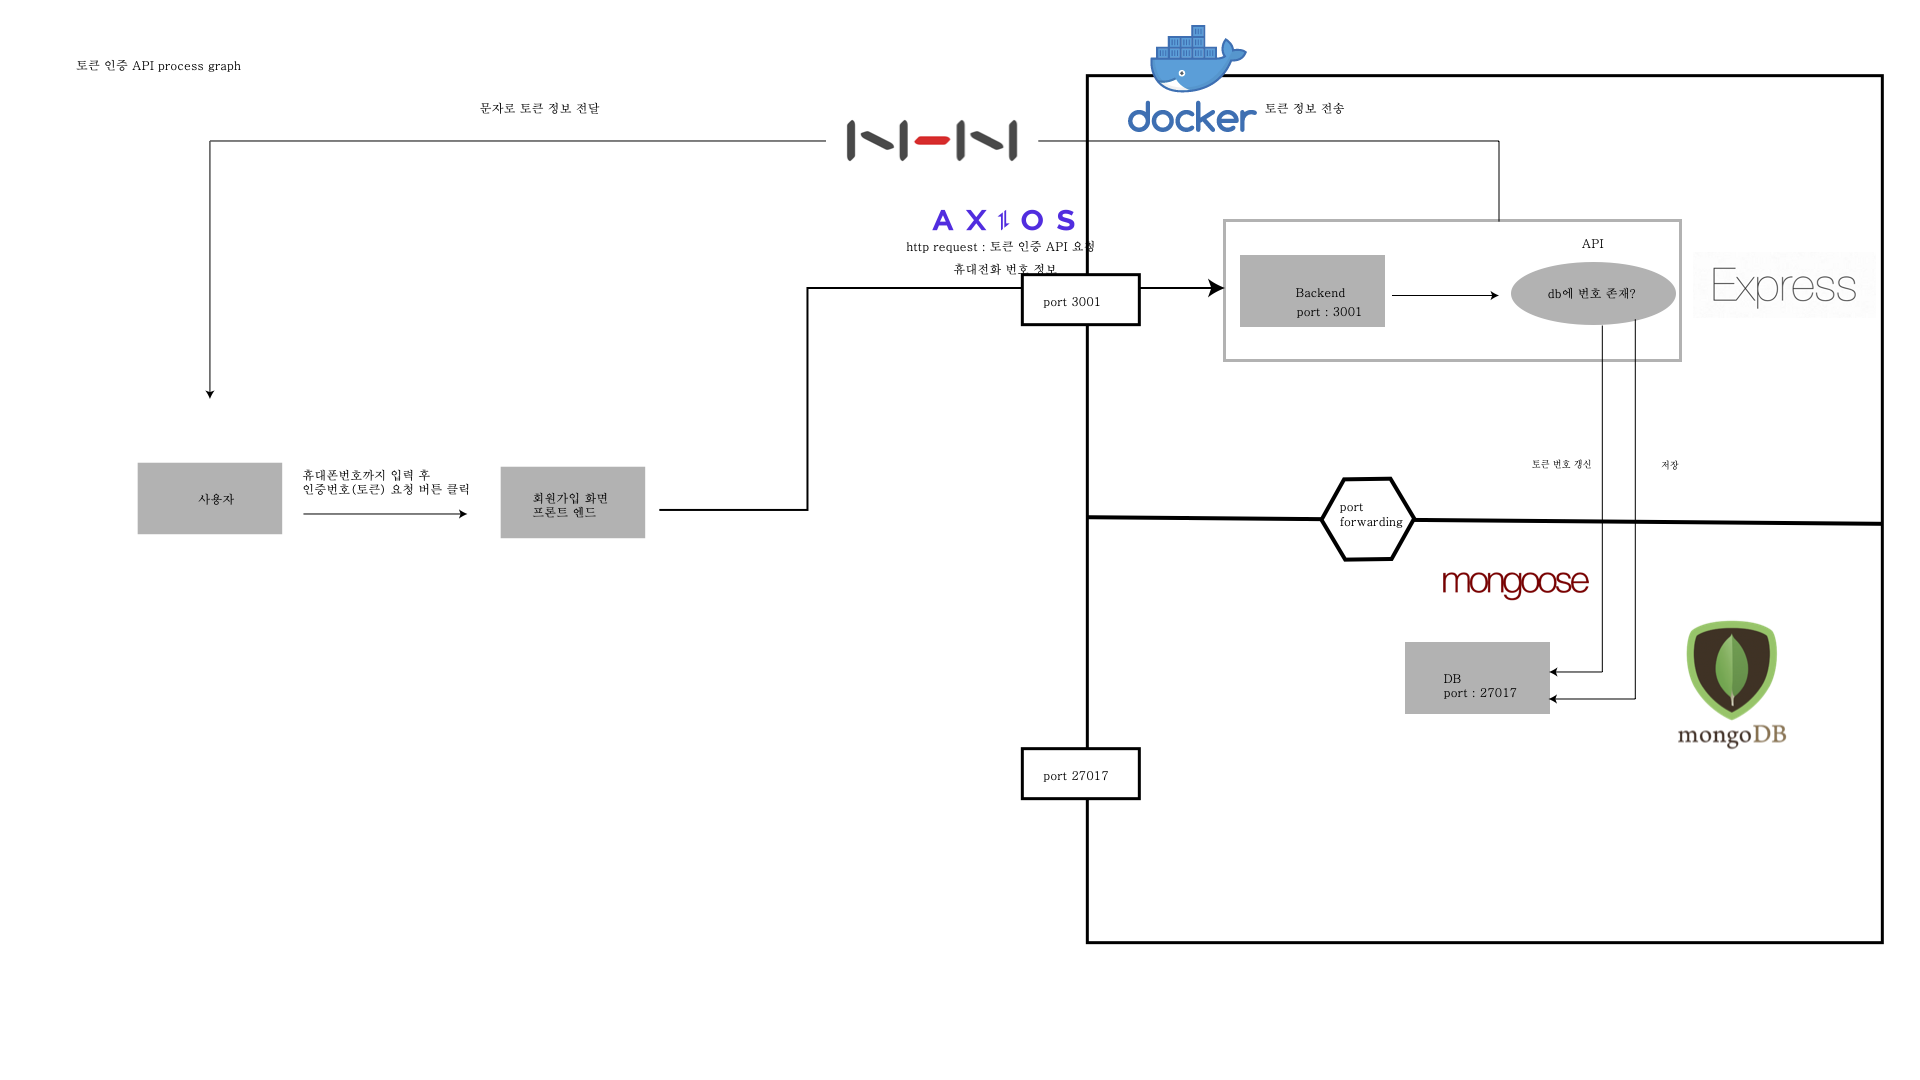 토큰 인증 API process graph
문자로 토큰 정보 전달
docker
토큰 정보 전송
NHN
AXIOS
http request : 토큰 인증 API 요청
휴대전화 번호 정보
port 3001
API
Backend
port : 3001
db에 번호 존재?
Express
사용자
휴대폰번호까지 입력 후
인증번호(토큰) 요청 버튼 클릭
회원가입 화면
프론트 엔드
토큰 번호 갱신
저장
port
forwarding
mongoose
DB
port : 27017
mongoDB
port 27017